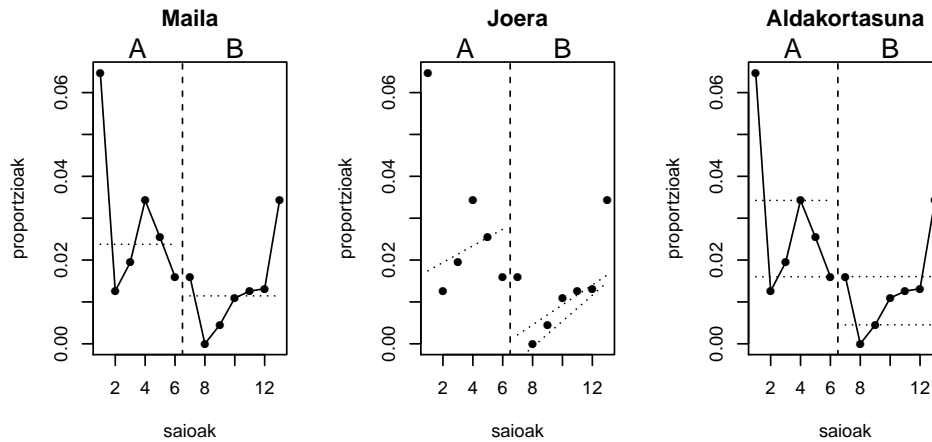 Maila
A B
0.00 0.02 0.04 0.06
proportzioak
2 4 6 8 12
saioak
Joera
A B
0.00 0.02 0.04 0.06
proportzioak
2 4 6 8 12
saioak
Aldakortasuna
A B
0.00 0.02 0.04 0.06
proportzioak
2 4 6 8 12
saioak